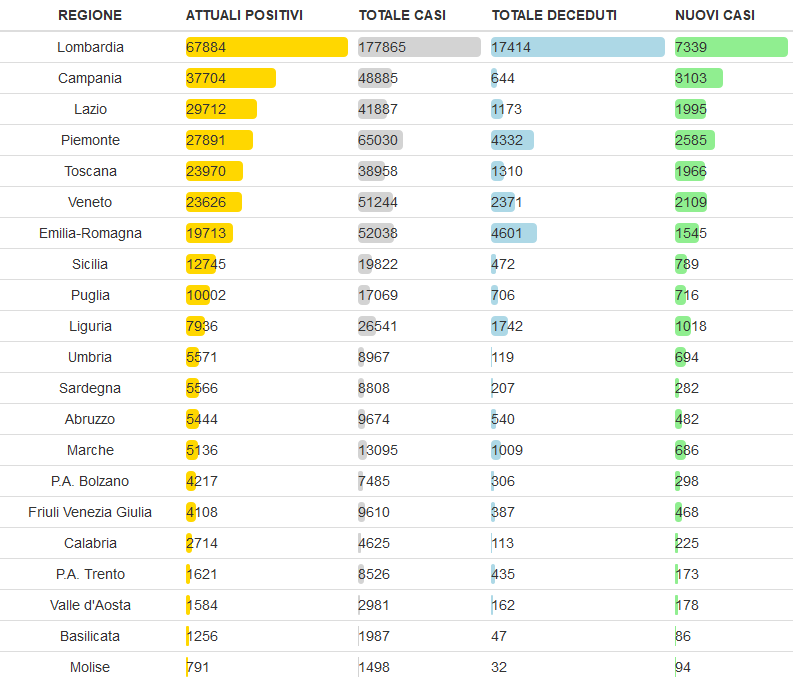 REGIONE ATTUALI POSITIVI TOTALE CASI TOTALE DECEDUTI NUOVI CASI
Lombardia 67884 177865 17414 7339
Campania 37704 48885 644 3103
Lazio 29712 41887 1173 1995
Piemonte 27891 65030 4332 2585
Toscana 23970 38958 1310 1966
Veneto 23626 51244 2371 2109
Emilia-Romagna 19713 52038 4601 1545
Sicilia 12745 19822 472 789
Puglia 10002 17069 706 716
Liguria 7936 26541 1742 1018
Umbria 5571 8967 119 694
Sardegna 5566 8808 207 282
Abruzzo 5444 9674 540 482
Marche 5136 13095 1009 686
P.A. Bolzano 4217 7485 306 298
Friuli Venezia Giulia 4108 9610 387 468
Calabria 2714 4625 113 225
P.A. Trento 1621 8526 435 173
Valle d'Aosta 1584 2981 162 178
Basilicata 1256 1987 47 86
Molise 791 1498 32 94